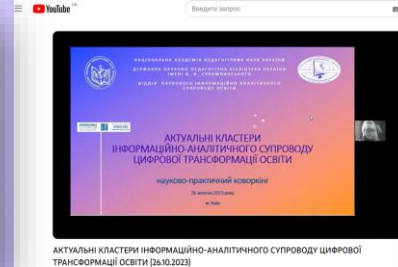 YouTube
Введите запрос
НАЦІОНАЛЬНА АКАДЕМІЯ ПЕДАГОГІЧНИХ НАУК УКРАЇНИ
ДЕРЖАВНА НАУКОВО ПЕДАГОГІЧНА БІБЛІОТЕКА УКРАЇНИ
ІМЕНІ В. О. СУХОМЛИНСЬКОГО
ВІДДІЛ НАУКОВОГО ІНФОРМАЦІЙНО АНАЛІТИЧНОГО
СУПРОВОДУ ОСВІТИ
АКТУАЛЬНІ КЛАСТЕРИ
ІНФОРМАЦІЙНО-АНАЛІТИЧНОГО СУПРОВОДУ
ЦИФРОВОЇ ТРАНСФОРМАЦІЇ ОСВІТИ
науково-практичний коворкінг
26 жовтня 2023 року
м. Київ
АКТУАЛЬНІ КЛАСТЕРИ ІНФОРМАЦІЙНО-АНАЛІТИЧНОГО СУПРОВОДУ ЦИФРОВОЇ
ТРАНСФОРМАЦІЇ ОСВІТИ (26.10.2023)